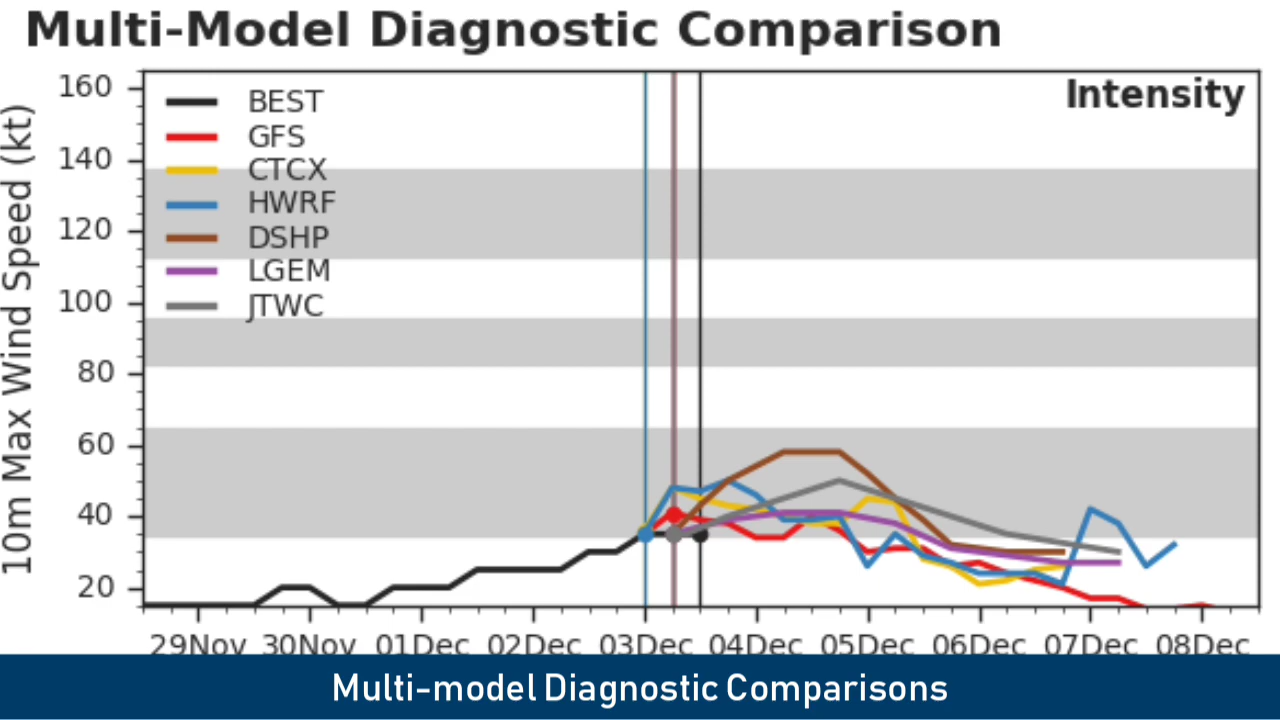 Multi-Model Diagnostic Comparison
Intensity
10m Max Wind Speed (kt)
160
140
120
100
80
60
40
20
BEST
GFS
CTCX
HWRF
DSHP
LGEM
JTWC
29Nov 30Nov 01Dec 02Dec 03Dec 04Dec 05Dec 06Dec 07Dec 08Dec
Multi-model Diagnostic Comparisons